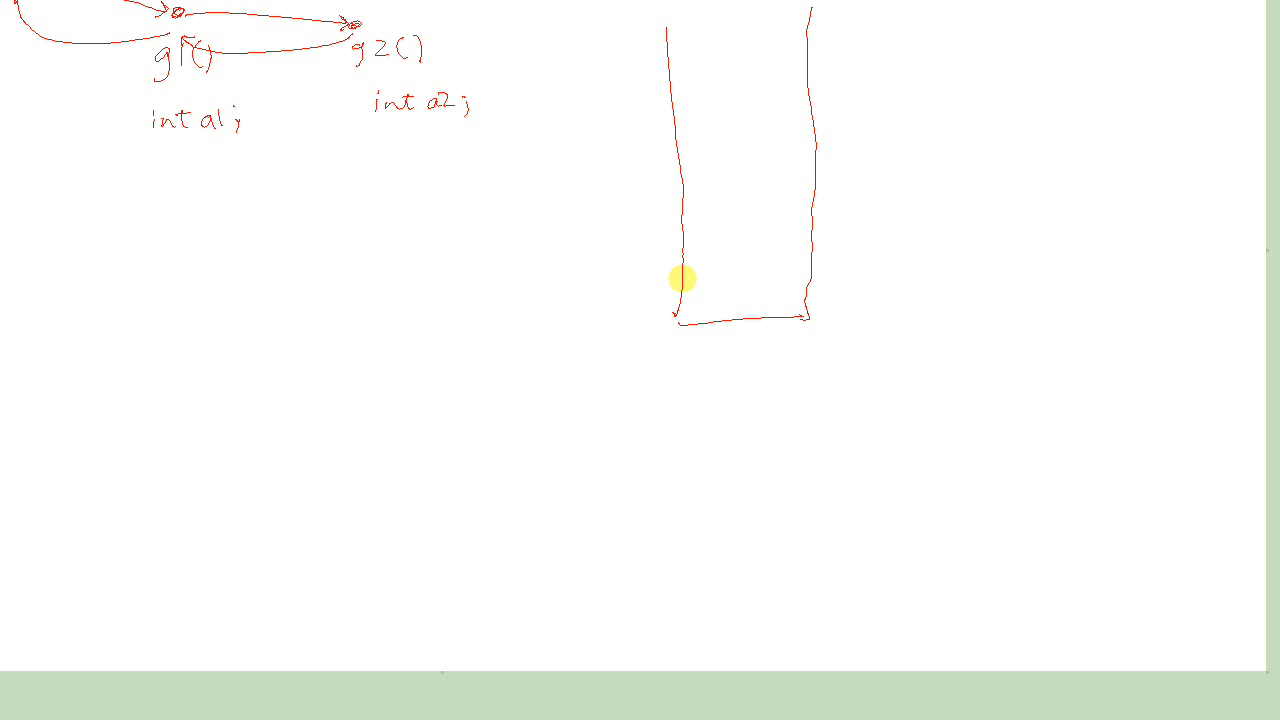 g1()
g2()
int a1;
int a2;